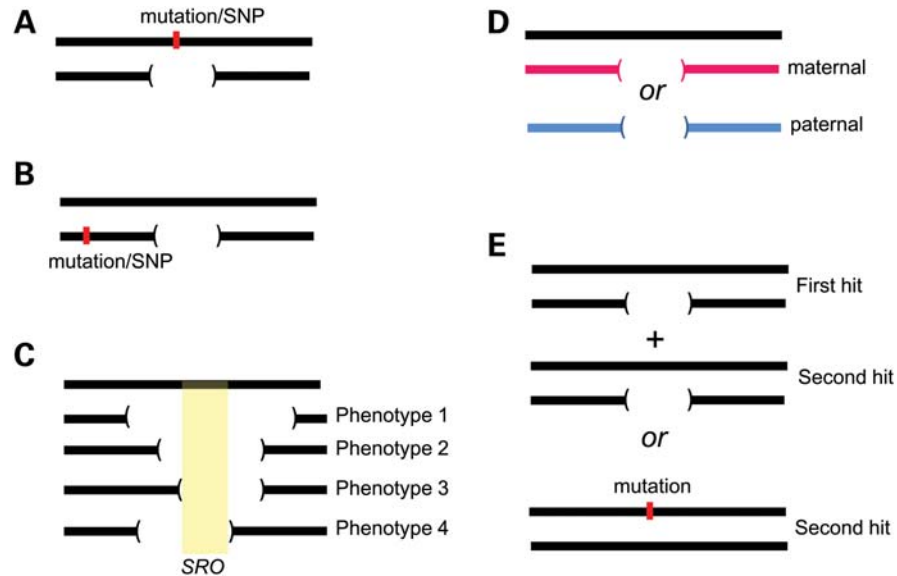 A
mutation/SNP
B
mutation/SNP
C
Phenotype 1
Phenotype 2
Phenotype 3
Phenotype 4
SRO
D
maternal
or
paternal
E
First hit
+
Second hit
or
mutation
Second hit